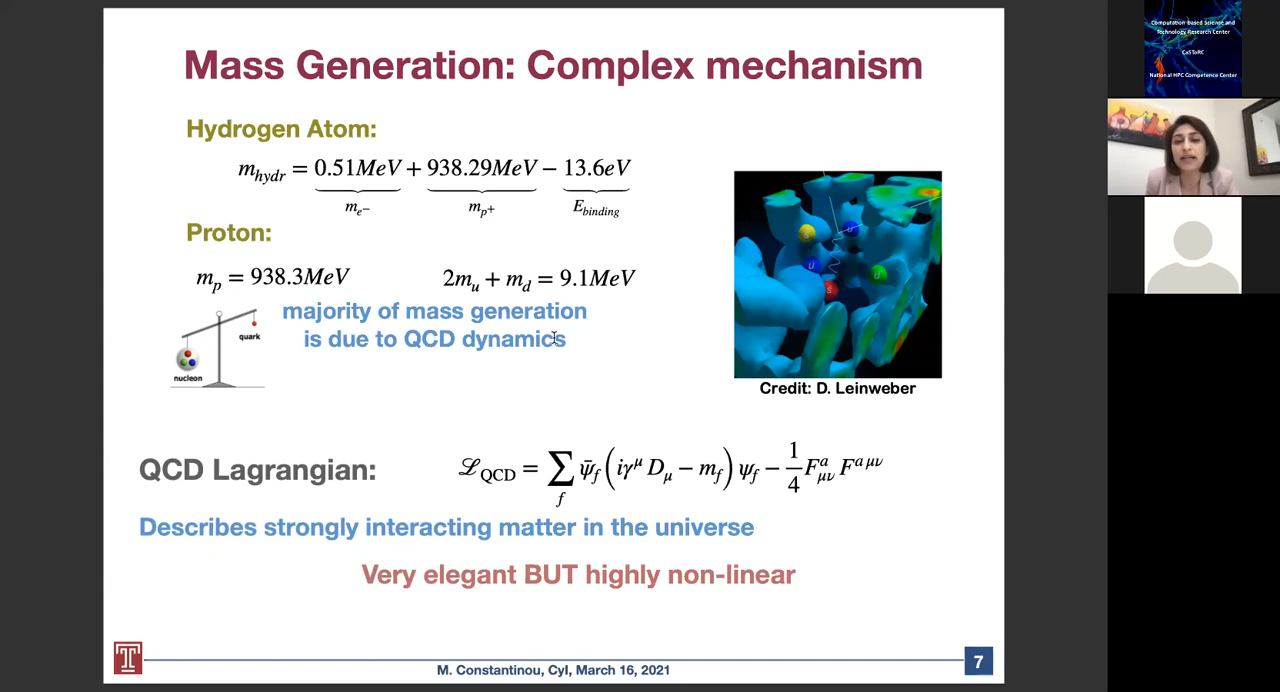 Mass Generation: Complex mechanism
Hydrogen Atom:
m_hydr = 0.51MeV + 938.29MeV − 13.6eV
m_e− m_p+ E_binding
Proton:
m_p = 938.3MeV 2m_u + m_d = 9.1MeV
majority of mass generation
is due to QCD dynamics
quark
nucleon
s u
u d
s
Credit: D. Leinweber
QCD Lagrangian: ℒ_QCD = ∑_f ψ̄_f (iγ^μ D_μ − m_f) ψ_f − 1/4 F^a_μν F^a μν
Describes strongly interacting matter in the universe
Very elegant BUT highly non-linear
T
M. Constantinou, CyI, March 16, 2021
7
Computation-based Science and
Technology Research Center
CaSToRC
National HPC Competence Center